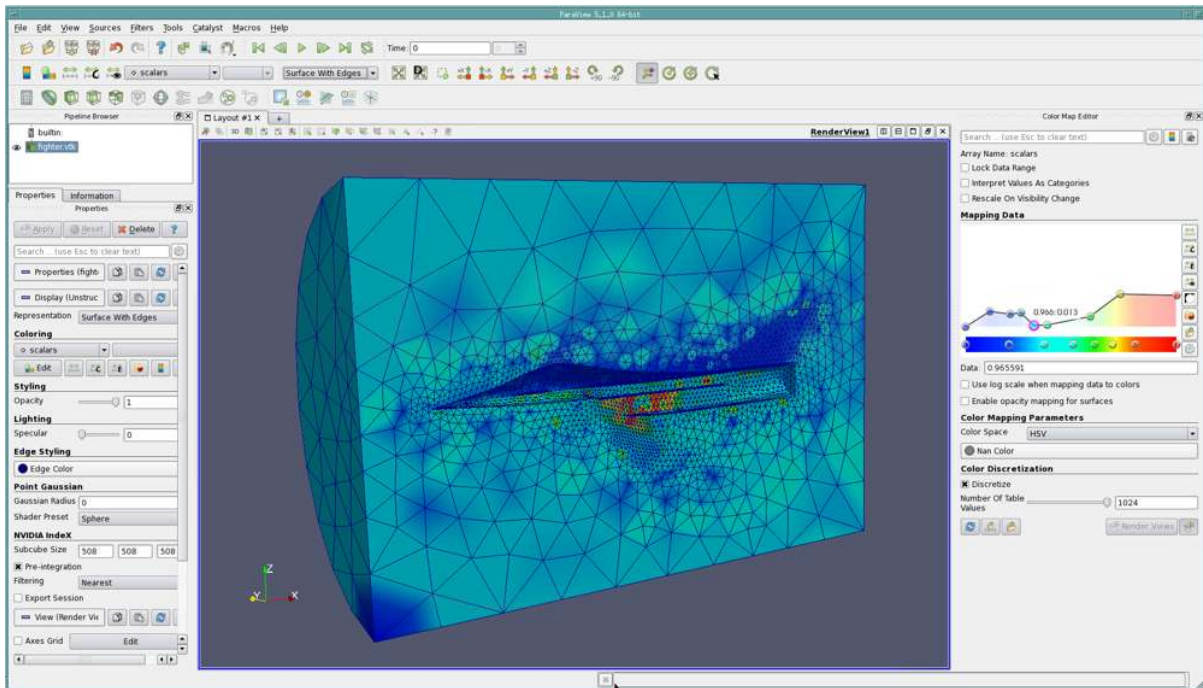 ParaView 5.1.0 64-bit
File Edit View Sources Filters Tools Catalyst Macros Help
Time: 0 0
scalars Surface With Edges
Pipeline Browser
builtin:
fighter.vtk
Properties Information
Properties
Apply Reset Delete ?
Search ... (use Esc to clear text)
Properties (fight
Display (Unstruc
Representation Surface With Edges
Coloring
scalars
Edit
Styling
Opacity 1
Lighting
Specular 0
Edge Styling
Edge Color
Point Gaussian
Gaussian Radius 0
Shader Preset Sphere
NVIDIA IndeX
Subcube Size 508 508 508
Pre-integration
Filtering Nearest
Export Session
View (Render Vie
Axes Grid Edit
Layout #1
RenderView1
Z
Y X
Color Map Editor
Search ... (use Esc to clear text)
Array Name: scalars
Lock Data Range
Interpret Values As Categories
Rescale On Visibility Change
Mapping Data
0.966: 0.013
Data: 0.965591
Use log scale when mapping data to colors
Enable opacity mapping for surfaces
Color Mapping Parameters
Color Space HSV
Nan Color
Color Discretization
Discretize
Number Of Table
Values 1024
Render Views